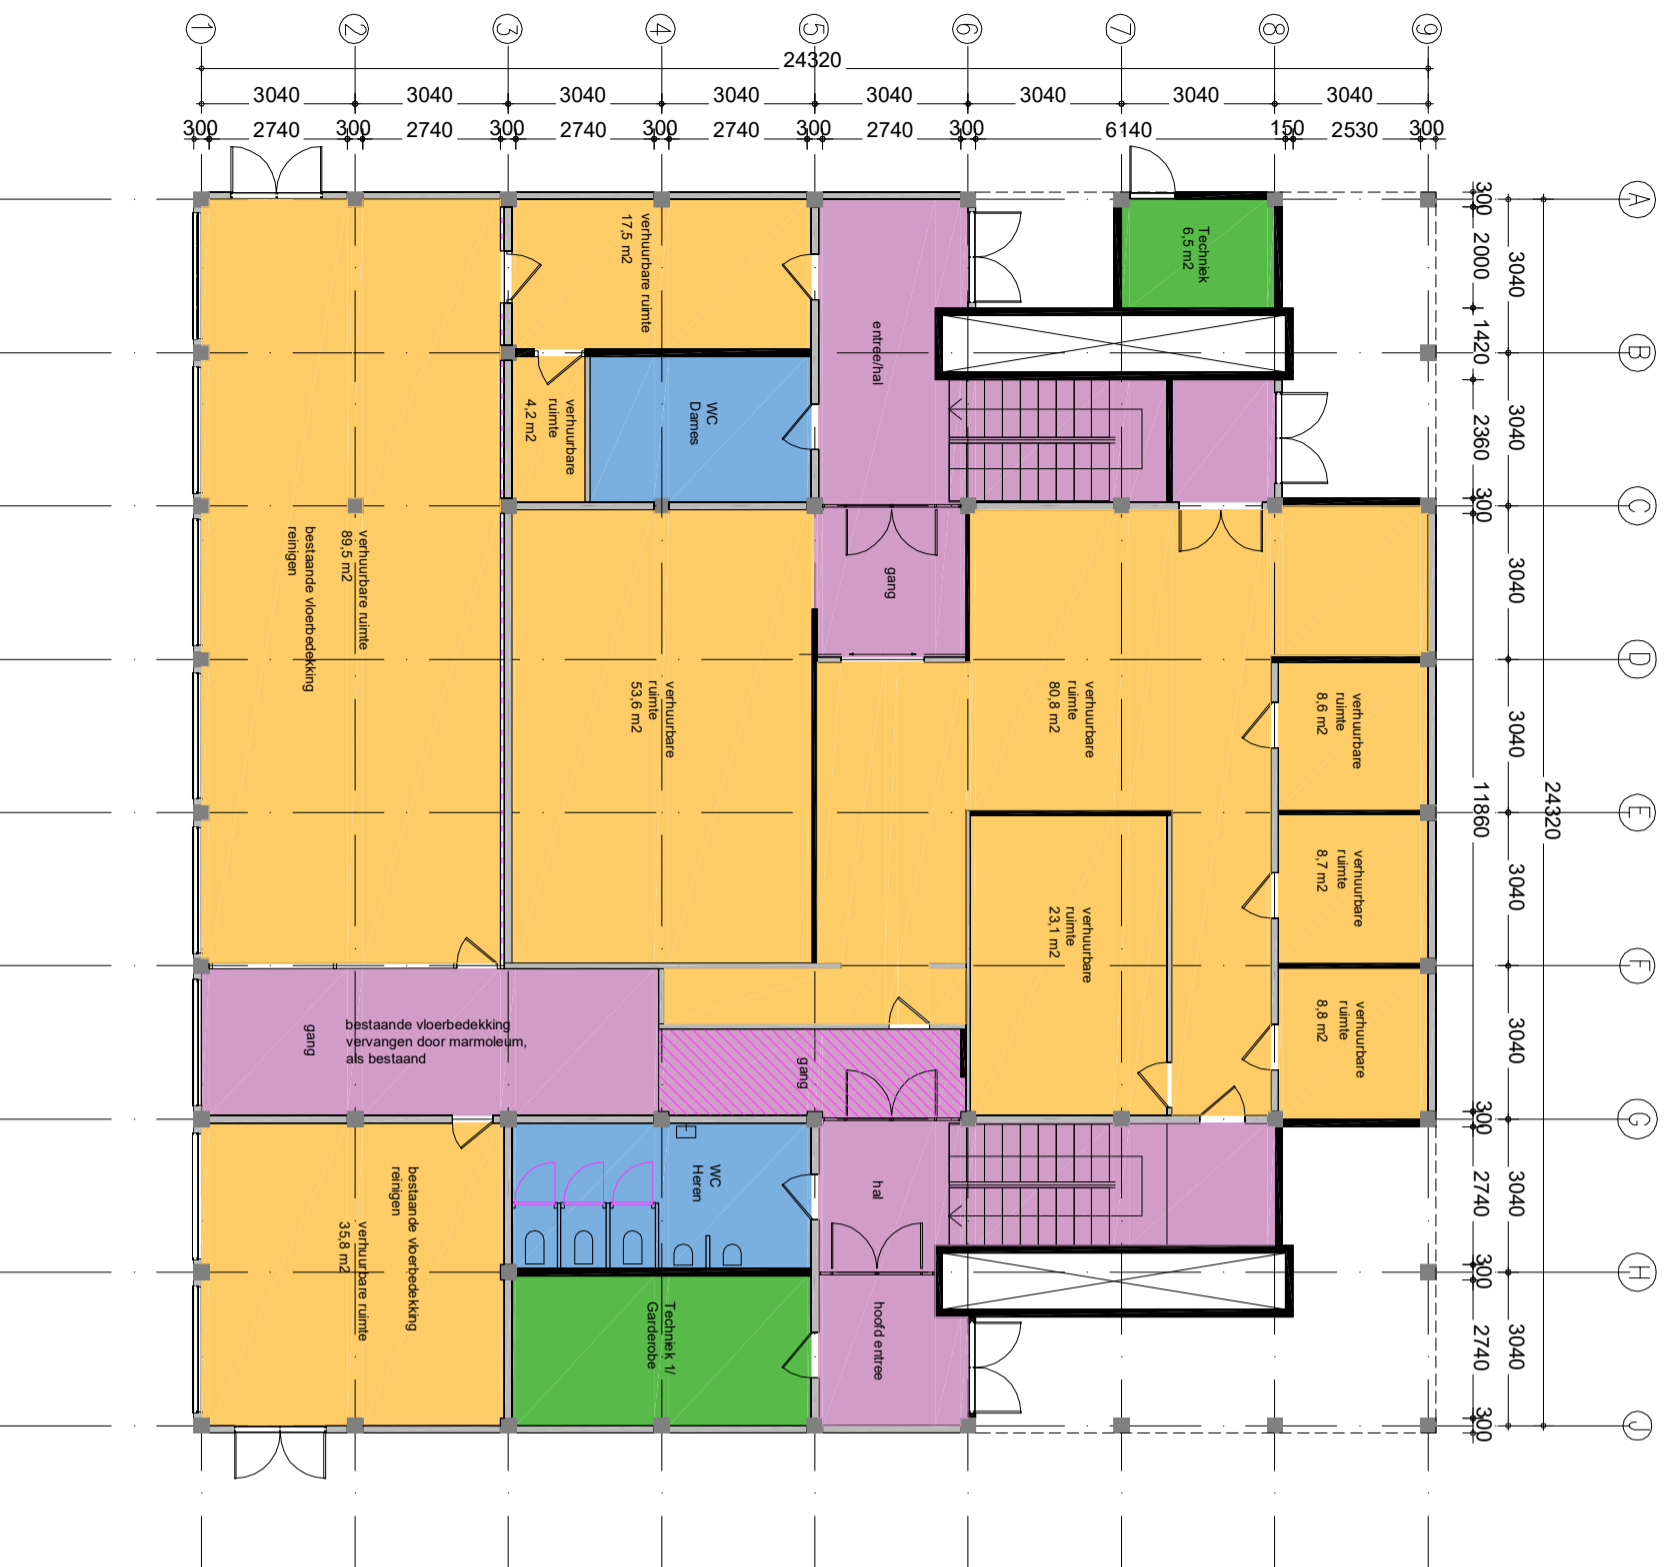 1 2 3 4 5 6 7 8 9
24320
3040 3040 3040 3040 3040 3040 3040 3040
300 2740 300 2740 300 2740 300 2740 300 2740 300 6140 150 2530 300
A
B
C
D
E
F
G
H
J
300
2000
1420
2360
300
11860
300
2740
300
2740
300
3040
3040
3040
3040
3040
3040
3040
3040
24320
verhuurbare ruimte
17,5 m2
entree/hal
Techniek
6,5 m2
verhuurbare
ruimte
4,2 m2
WC
Dames
verhuurbare ruimte
89,5 m2
bestaande vloerbedekking
reinigen
gang
verhuurbare
ruimte
53,6 m2
verhuurbare
ruimte
80,8 m2
verhuurbare
ruimte
8,6 m2
verhuurbare
ruimte
8,7 m2
verhuurbare
ruimte
23,1 m2
verhuurbare
ruimte
8,8 m2
gang
bestaande vloerbedekking
vervangen door marmoleum,
als bestaand
gang
WC
Heren
hal
bestaande vloerbedekking
reinigen
verhuurbare ruimte
35,8 m2
Techniek 1/
Garderobe
hoofdentree